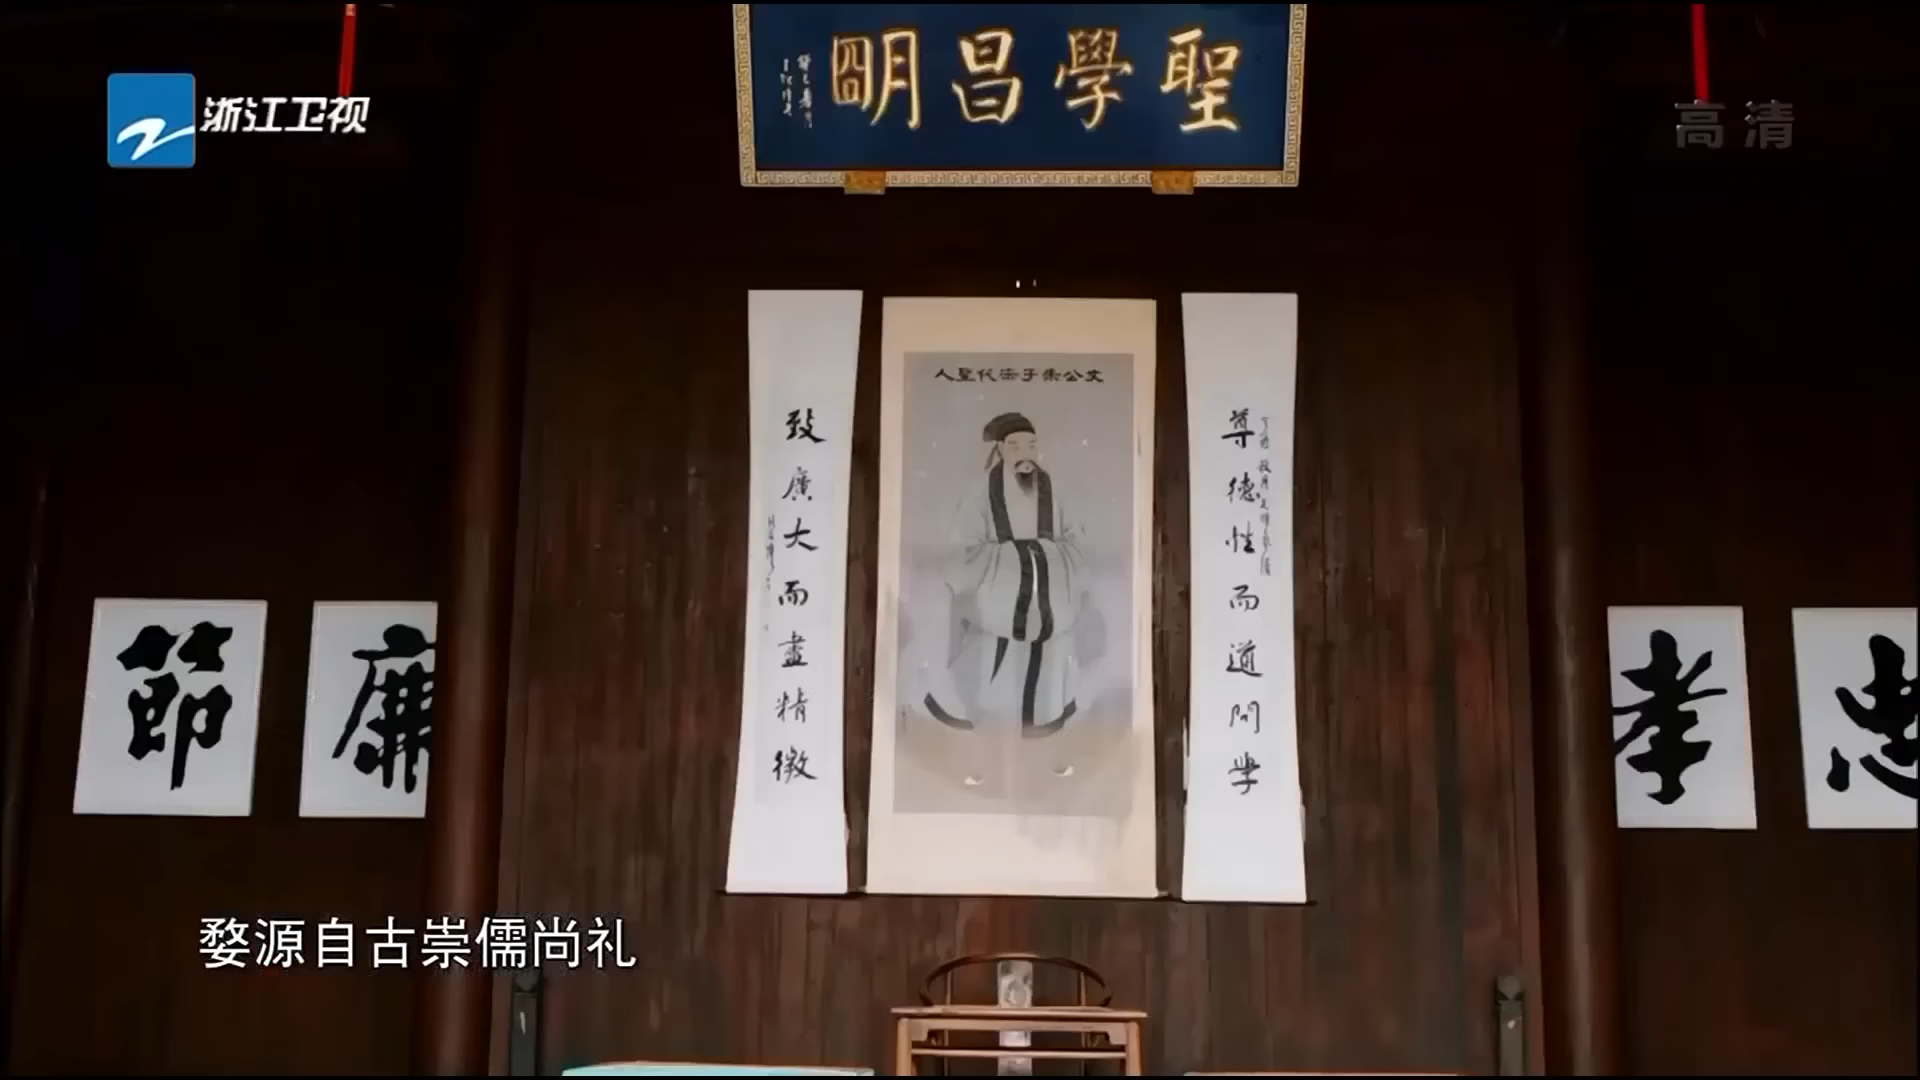 浙江卫视
高清
聖學昌明
文公朱子宗代聖人
尊德性而道問學
致廣大而盡精微
忠
孝
廉
節
婺源自古崇儒尚礼